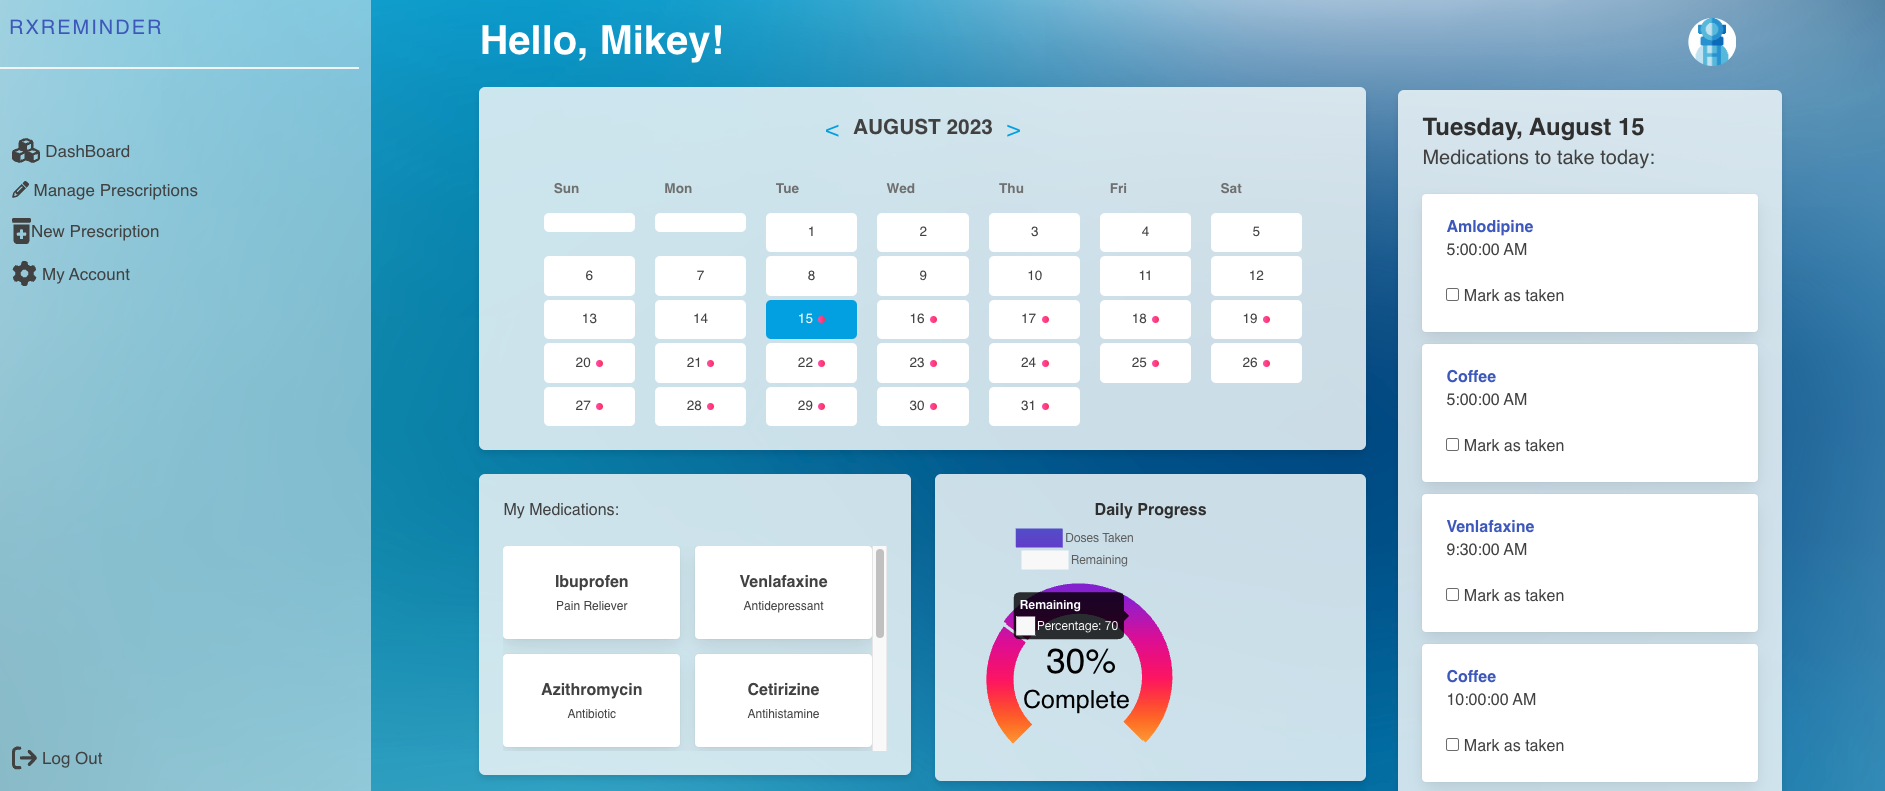 RXREMINDER
DashBoard
Manage Prescriptions
New Prescription
My Account
Log Out
Hello, Mikey!
< AUGUST 2023 >
Sun Mon Tue Wed Thu Fri Sat
1 2 3 4 5
6 7 8 9 10 11 12
13 14 15 16 17 18 19
20 21 22 23 24 25 26
27 28 29 30 31
My Medications:
Ibuprofen
Pain Reliever
Venlafaxine
Antidepressant
Azithromycin
Antibiotic
Cetirizine
Antihistamine
Daily Progress
Doses Taken
Remaining
Remaining
Percentage: 70
30%
Complete
Tuesday, August 15
Medications to take today:
Amlodipine
5:00:00 AM
Mark as taken
Coffee
5:00:00 AM
Mark as taken
Venlafaxine
9:30:00 AM
Mark as taken
Coffee
10:00:00 AM
Mark as taken